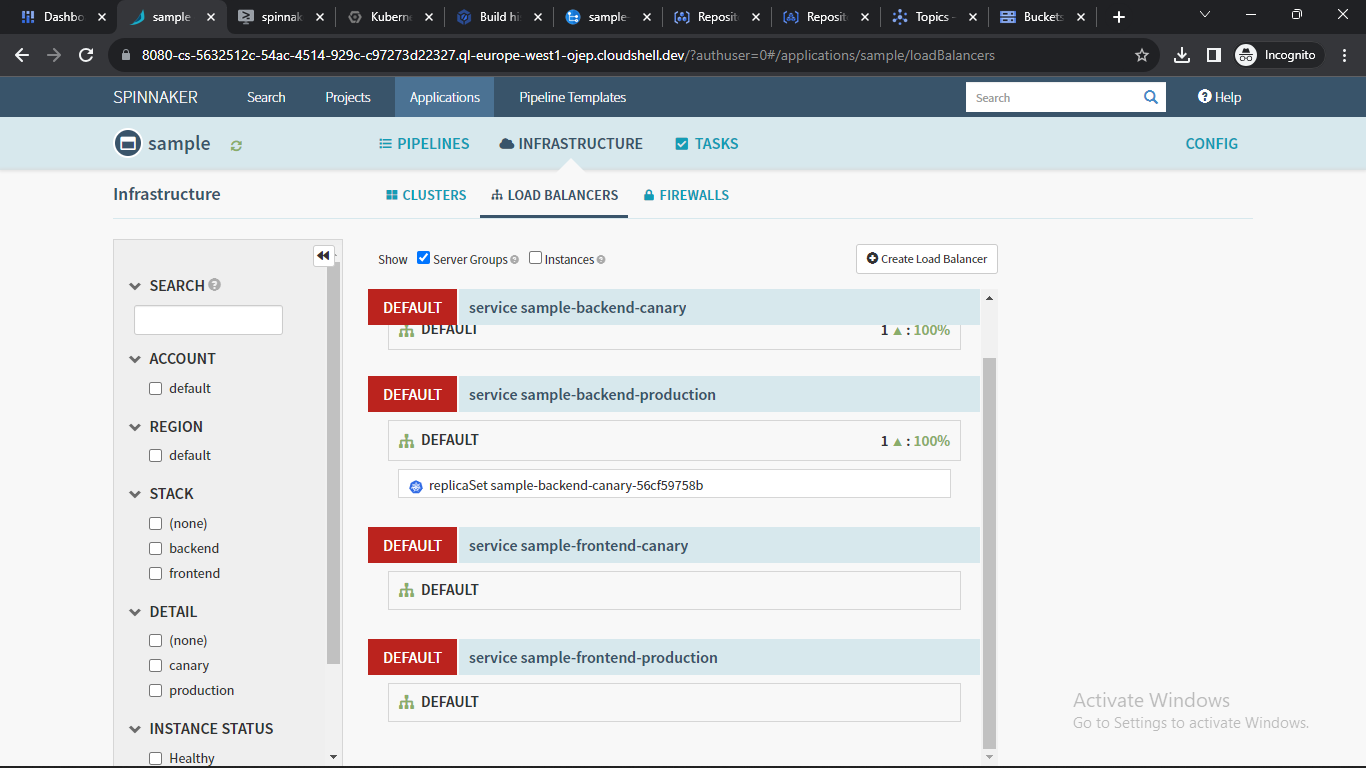 Dashbo
sample
spinnak
Kubern
Build hi
sample-
Reposit
Reposit
Topics -
Buckets
8080-cs-5632512c-54ac-4514-929c-c97273d22327.ql-europe-west1-ojep.cloudshell.dev/?authuser=0#/applications/sample/loadBalancers
Incognito
SPINNAKER
Search
Projects
Applications
Pipeline Templates
Search
Help
sample
PIPELINES
INFRASTRUCTURE
TASKS
CONFIG
Infrastructure
CLUSTERS
LOAD BALANCERS
FIREWALLS
SEARCH
ACCOUNT
default
REGION
default
STACK
(none)
backend
frontend
DETAIL
(none)
canary
production
INSTANCE STATUS
Healthy
Show Server Groups Instances
Create Load Balancer
DEFAULT service sample-backend-canary
DEFAULT 1 ▲ : 100%
DEFAULT service sample-backend-production
DEFAULT 1 ▲ : 100%
replicaSet sample-backend-canary-56cf59758b
DEFAULT service sample-frontend-canary
DEFAULT
DEFAULT service sample-frontend-production
DEFAULT
Activate Windows
Go to Settings to activate Windows.